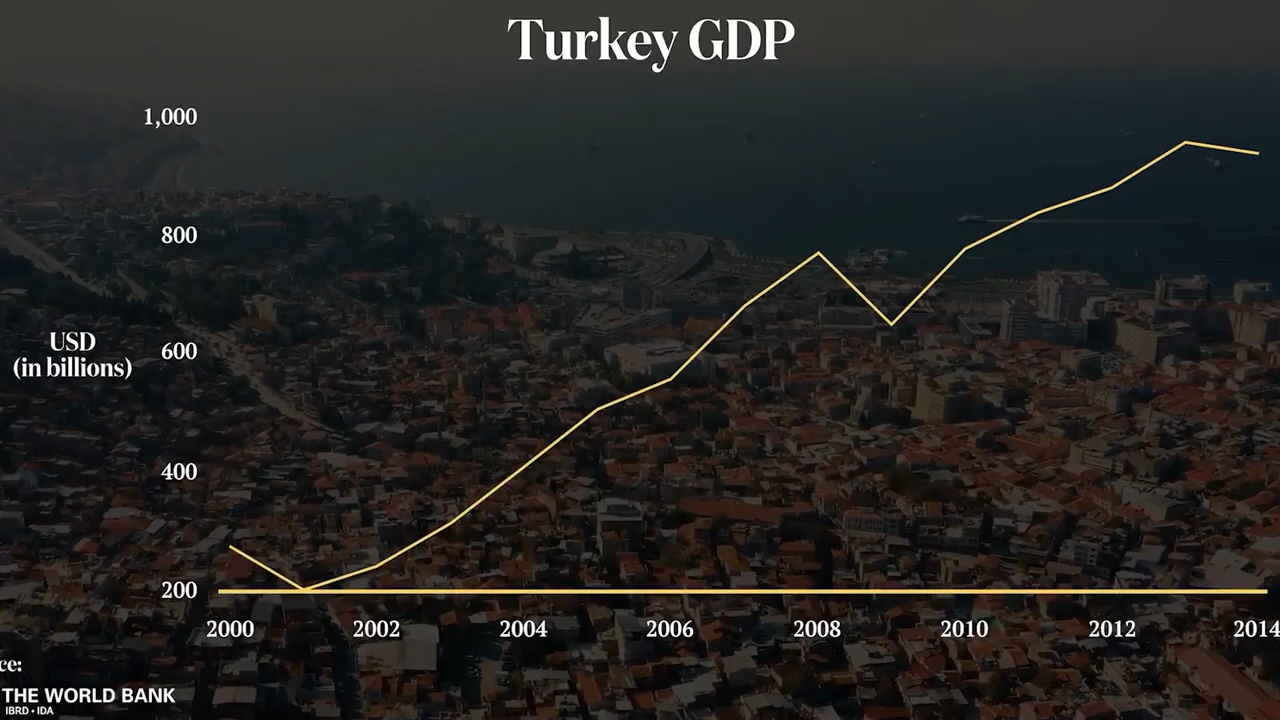 Turkey GDP
1,000
800
USD
(in billions)
600
400
200
2000 2002 2004 2006 2008 2010 2012 2014
ce:
THE WORLD BANK
IBRD • IDA